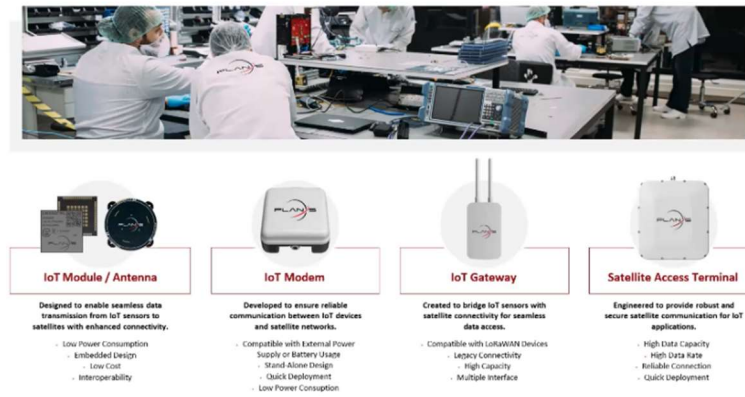 PLAN S
PLAN S
PLAN S
PLAN S
PLAN S
IoT Module / Antenna
Designed to enable seamless data
transmission from IoT sensors to
satellites with enhanced connectivity.
- Low Power Consumption
- Embedded Design
- Low Cost
- Interoperability
IoT Modem
Developed to ensure reliable
communication between IoT devices
and satellite networks.
- Compatible with External Power
Supply or Battery Usage
- Stand-Alone Design
- Quick Deployment
- Low Power Consuption
IoT Gateway
Created to bridge IoT sensors with
satellite connectivity for seamless
data access.
- Compatible with LoRaWAN Devices
- Legacy Connectivity
- High Capacity
- Multiple Interface
Satellite Access Terminal
Engineered to provide robust and
secure satellite communication for IoT
applications.
- High Data Capacity
- High Data Rate
- Reliable Connection
- Quick Deployment